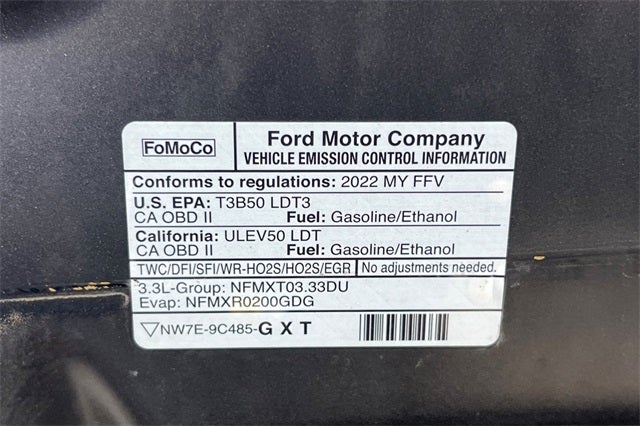 FoMoCo
Ford Motor Company
VEHICLE EMISSION CONTROL INFORMATION
Conforms to regulations: 2022 MY FFV
U.S. EPA: T3B50 LDT3
CA OBD II Fuel: Gasoline/Ethanol
California: ULEV50 LDT
CA OBD II Fuel: Gasoline/Ethanol
TWC/DFI/SFI/WR-HO2S/HO2S/EGR No adjustments needed.
3.3L-Group: NFMXT03.33DU
Evap: NFMXR0200GDG
▽NW7E-9C485-G X T